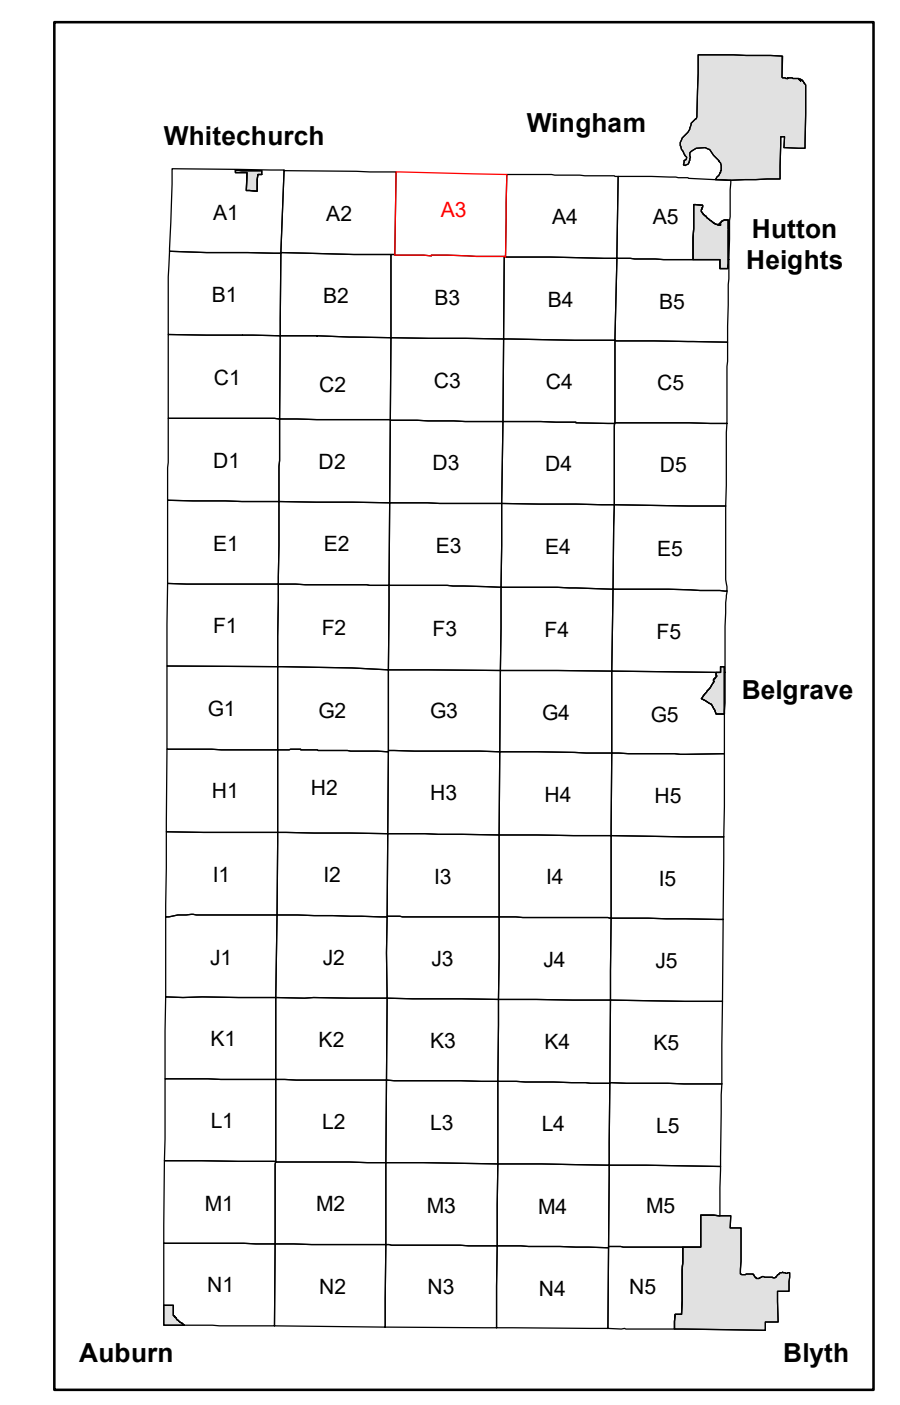 Wingham
Whitechurch
A1 A2 A3 A4 A5
Hutton
Heights
B1 B2 B3 B4 B5
C1 C2 C3 C4 C5
D1 D2 D3 D4 D5
E1 E2 E3 E4 E5
F1 F2 F3 F4 F5
Belgrave
G1 G2 G3 G4 G5
H1 H2 H3 H4 H5
I1 I2 I3 I4 I5
J1 J2 J3 J4 J5
K1 K2 K3 K4 K5
L1 L2 L3 L4 L5
M1 M2 M3 M4 M5
N1 N2 N3 N4 N5
Auburn
Blyth